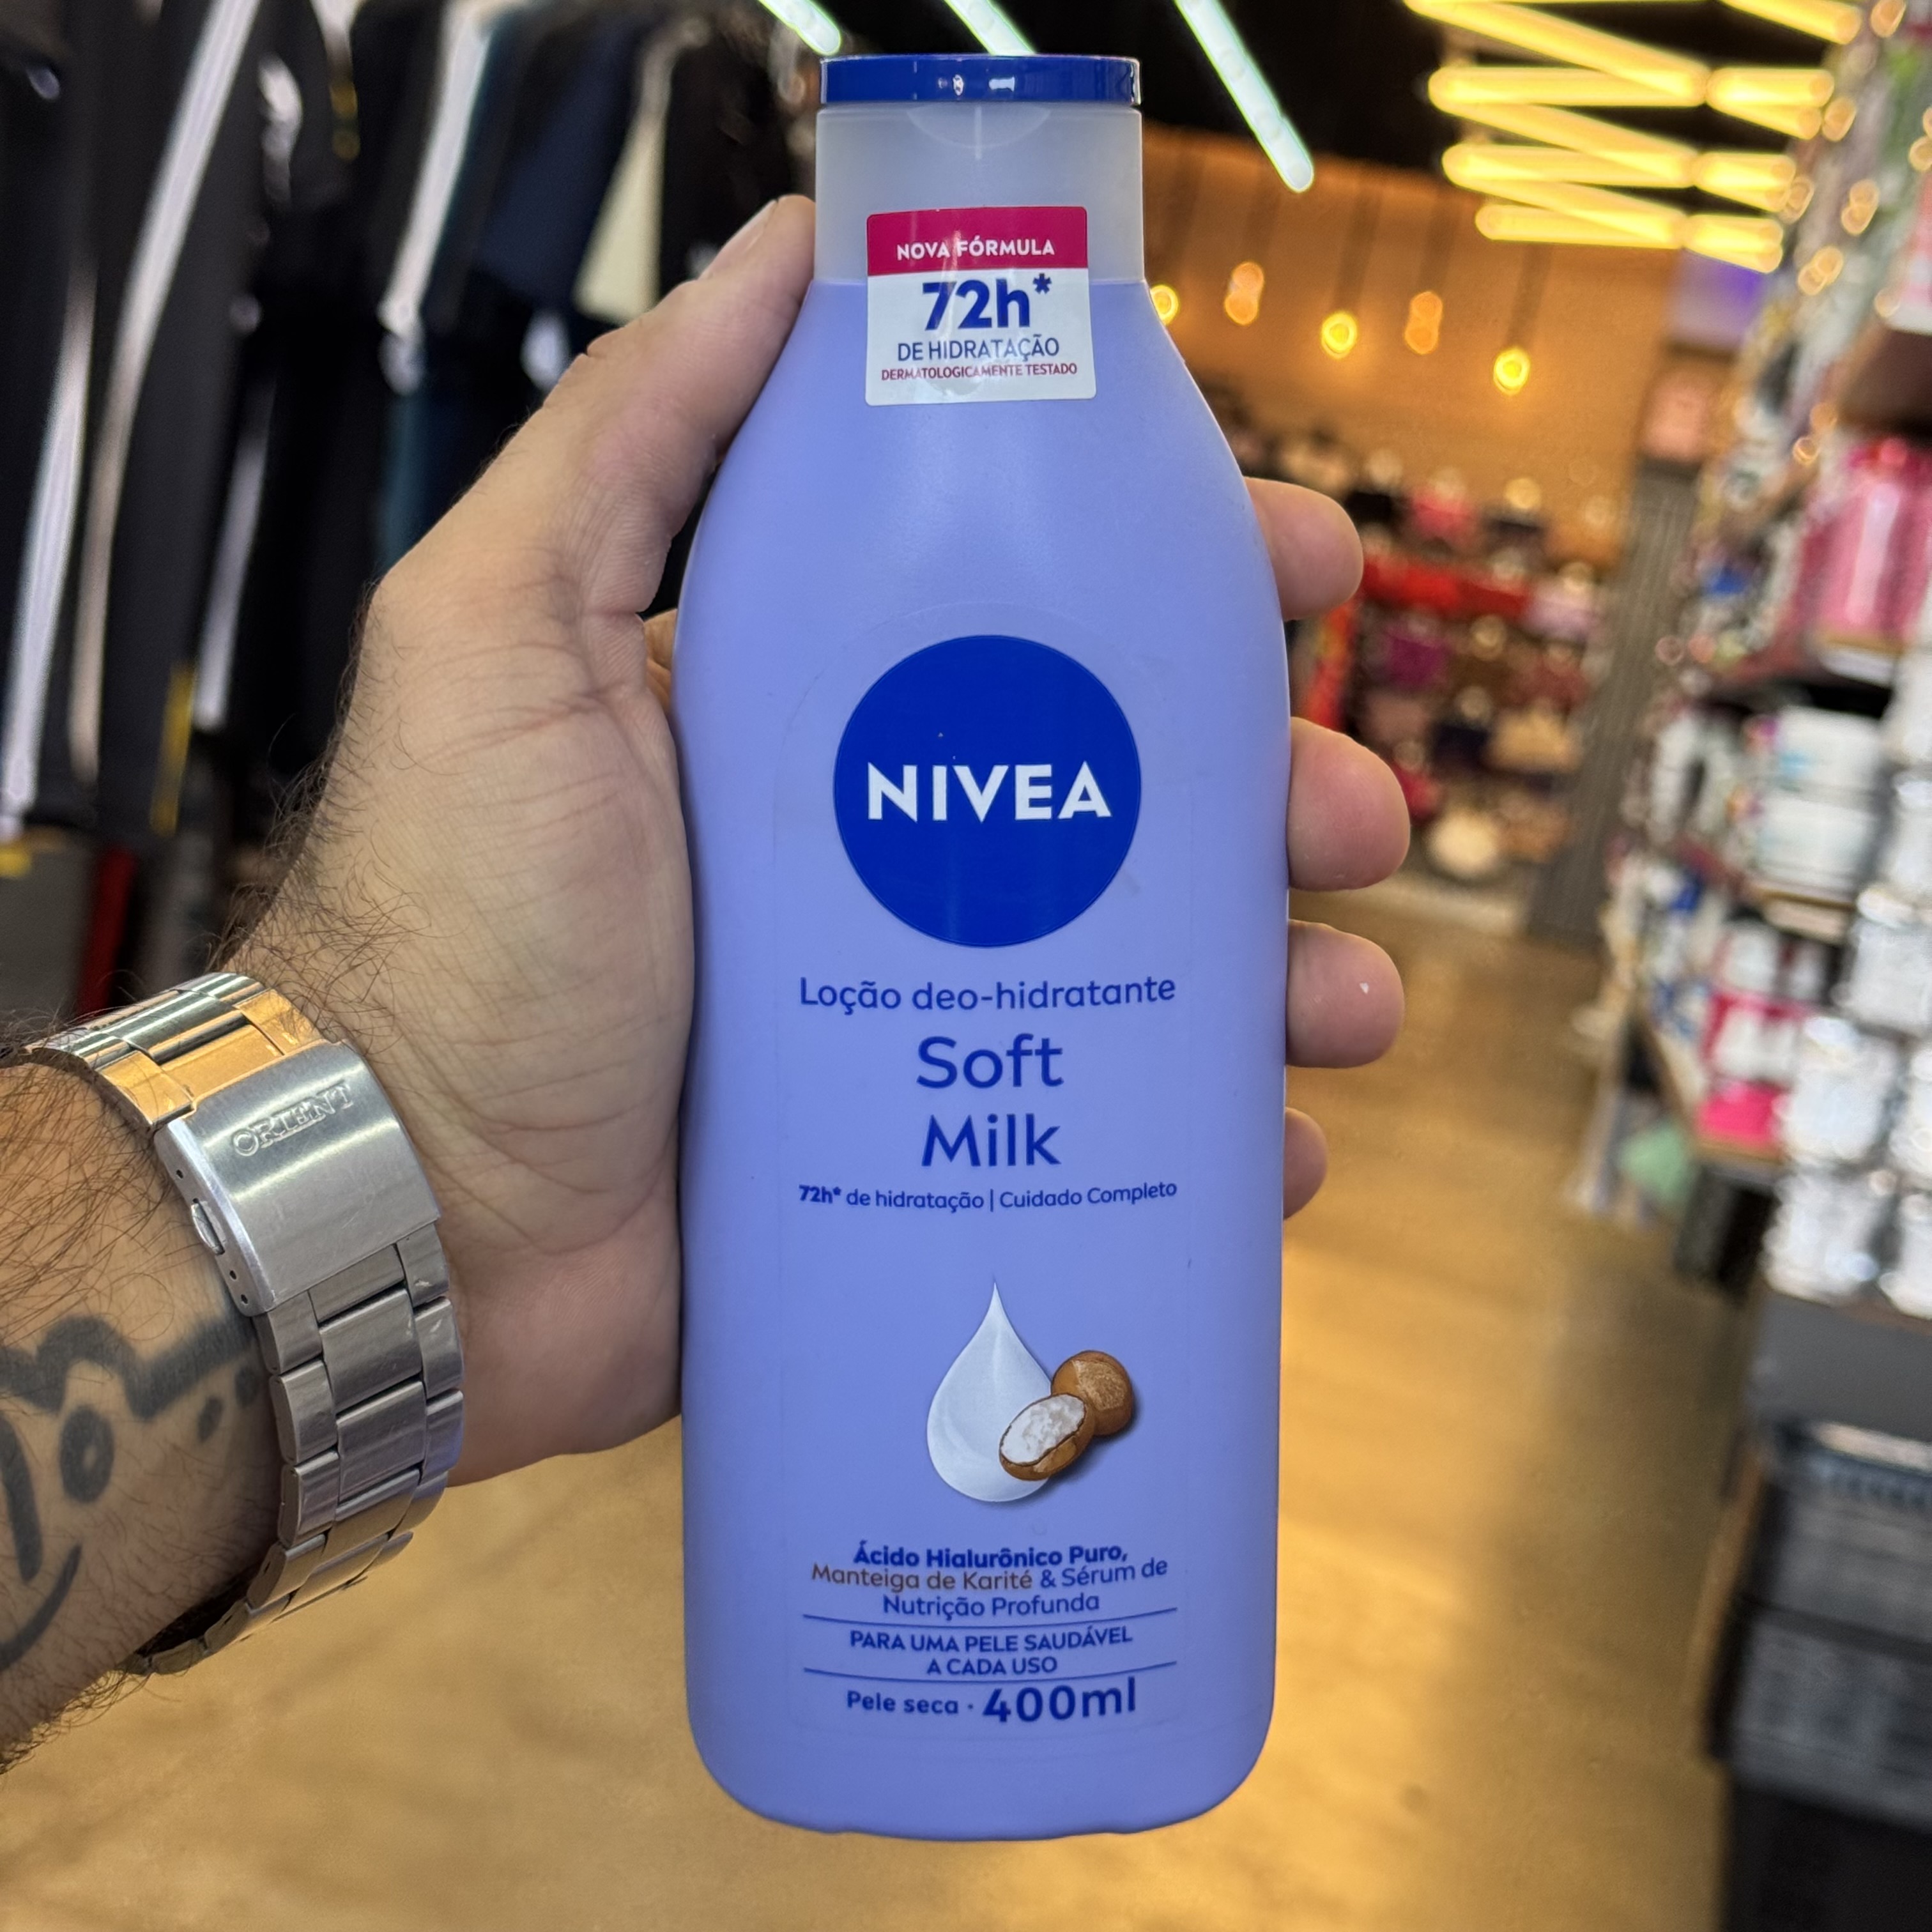 NOVA FÓRMULA
72h*
DE HIDRATAÇÃO
DERMATOLOGICAMENTE TESTADO
NIVEA
Loção deo-hidratante
Soft
Milk
72h* de hidratação | Cuidado Completo
ORIENT
Ácido Hialurônico Puro,
Manteiga de Karité & Sérum de
Nutrição Profunda
PARA UMA PELE SAUDÁVEL
A CADA USO
Pele seca · 400ml